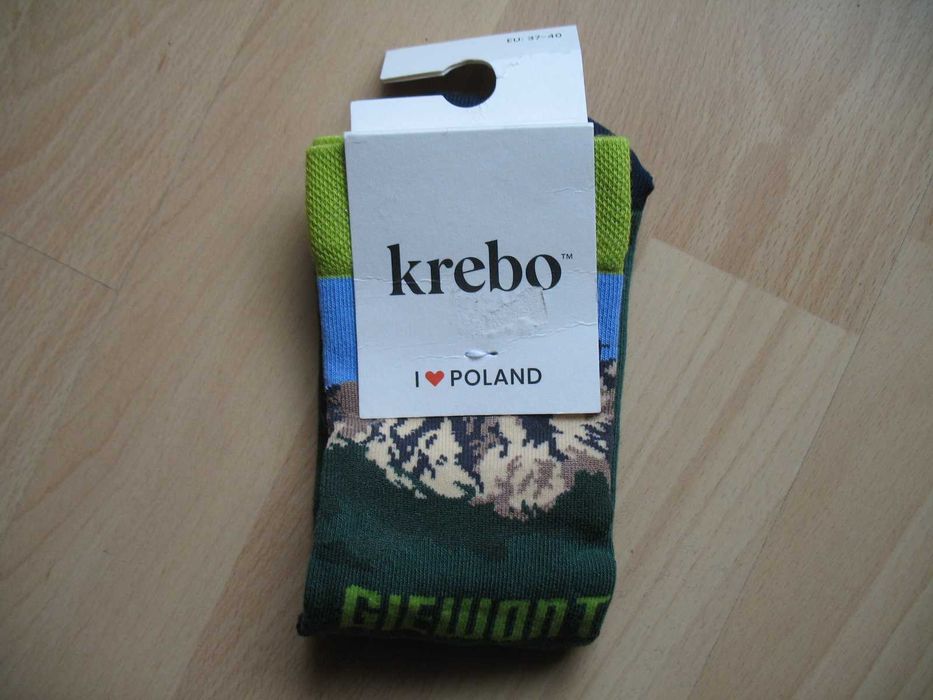 EU: 37-40
krebo™
I ❤ POLAND
GIEWONT